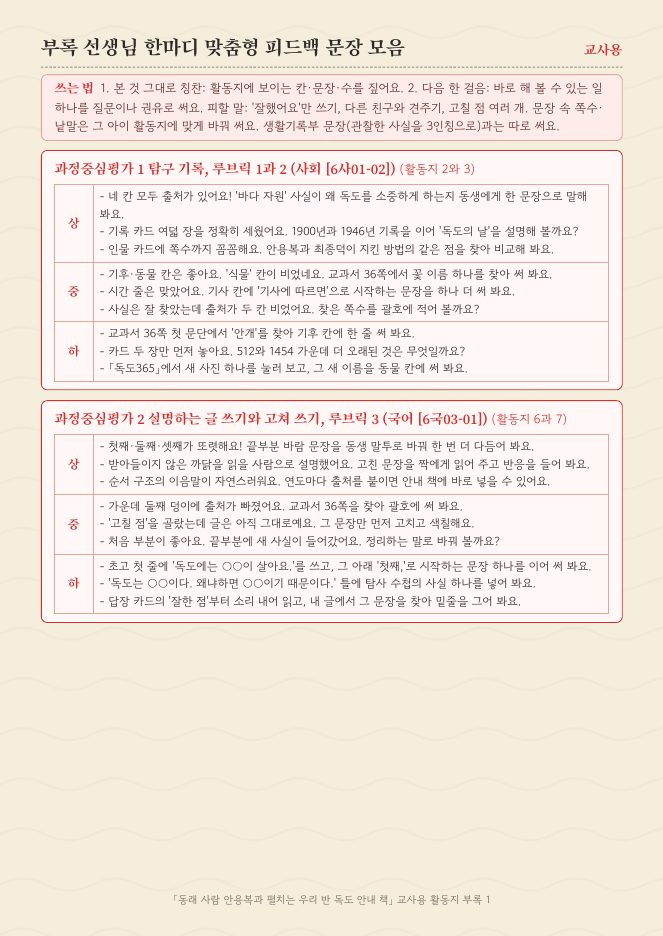 부록 선생님 한마디 맞춤형 피드백 문장 모음
교사용
쓰는 법 1. 본 것 그대로 칭찬: 활동지에 보이는 칸·문장·수를 짚어요. 2. 다음 한 걸음: 바로 해 볼 수 있는 일
하나를 질문이나 권유로 써요. 피할 말: '잘했어요'만 쓰기, 다른 친구와 견주기, 고칠 점 여러 개. 문장 속 쪽수·
낱말은 그 아이 활동지에 맞게 바꿔 써요. 생활기록부 문장(관찰한 사실을 3인칭으로)과는 따로 써요.
과정중심평가 1 탐구 기록, 루브릭 1과 2 (사회 [6사01-02]) (활동지 2와 3)
상
- 네 칸 모두 출처가 있어요! '바다 자원' 사실이 왜 독도를 소중하게 하는지 동생에게 한 문장으로 말해
봐요.
- 기록 카드 여덟 장을 정확히 세웠어요. 1900년과 1946년 기록을 이어 '독도의 날'을 설명해 볼까요?
- 인물 카드에 쪽수까지 꼼꼼해요. 안용복과 최종덕이 지킨 방법의 같은 점을 찾아 비교해 봐요.
중
- 기후·동물 칸은 좋아요. '식물' 칸이 비었네요. 교과서 36쪽에서 꽃 이름 하나를 찾아 써 봐요.
- 시간 줄은 맞았어요. 기사 칸에 '기사에 따르면'으로 시작하는 문장을 하나 더 써 봐요.
- 사실은 잘 찾았는데 출처가 두 칸 비었어요. 찾은 쪽수를 괄호에 적어 볼까요?
하
- 교과서 36쪽 첫 문단에서 '안개'를 찾아 기후 칸에 한 줄 써 봐요.
- 카드 두 장만 먼저 놓아요. 512와 1454 가운데 더 오래된 것은 무엇일까요?
- 「독도365」에서 새 사진 하나를 눌러 보고, 그 새 이름을 동물 칸에 써 봐요.
과정중심평가 2 설명하는 글 쓰기와 고쳐 쓰기, 루브릭 3 (국어 [6국03-01]) (활동지 6과 7)
상
- 첫째·둘째·셋째가 또렷해요! 끝부분 바람 문장을 동생 말투로 바꿔 한 번 더 다듬어 봐요.
- 받아들이지 않은 까닭을 읽을 사람으로 설명했어요. 고친 문장을 짝에게 읽어 주고 반응을 들어 봐요.
- 순서 구조의 이음말이 자연스러워요. 연도마다 출처를 붙이면 안내 책에 바로 넣을 수 있어요.
중
- 가운데 둘째 덩이에 출처가 빠졌어요. 교과서 36쪽을 찾아 괄호에 써 봐요.
- '고칠 점'을 골랐는데 글은 아직 그대로예요. 그 문장만 먼저 고치고 색칠해요.
- 처음 부분이 좋아요. 끝부분에 새 사실이 들어갔어요. 정리하는 말로 바꿔 볼까요?
하
- 초고 첫 줄에 '독도에는 ○○이 살아요.'를 쓰고, 그 아래 '첫째,'로 시작하는 문장 하나를 이어 써 봐요.
- '독도는 ○○이다. 왜냐하면 ○○이기 때문이다.' 틀에 탐사 수첩의 사실 하나를 넣어 봐요.
- 답장 카드의 '잘한 점'부터 소리 내어 읽고, 내 글에서 그 문장을 찾아 밑줄을 그어 봐요.
「동래 사람 안용복과 펼치는 우리 반 독도 안내 책」 교사용 활동지 부록 1